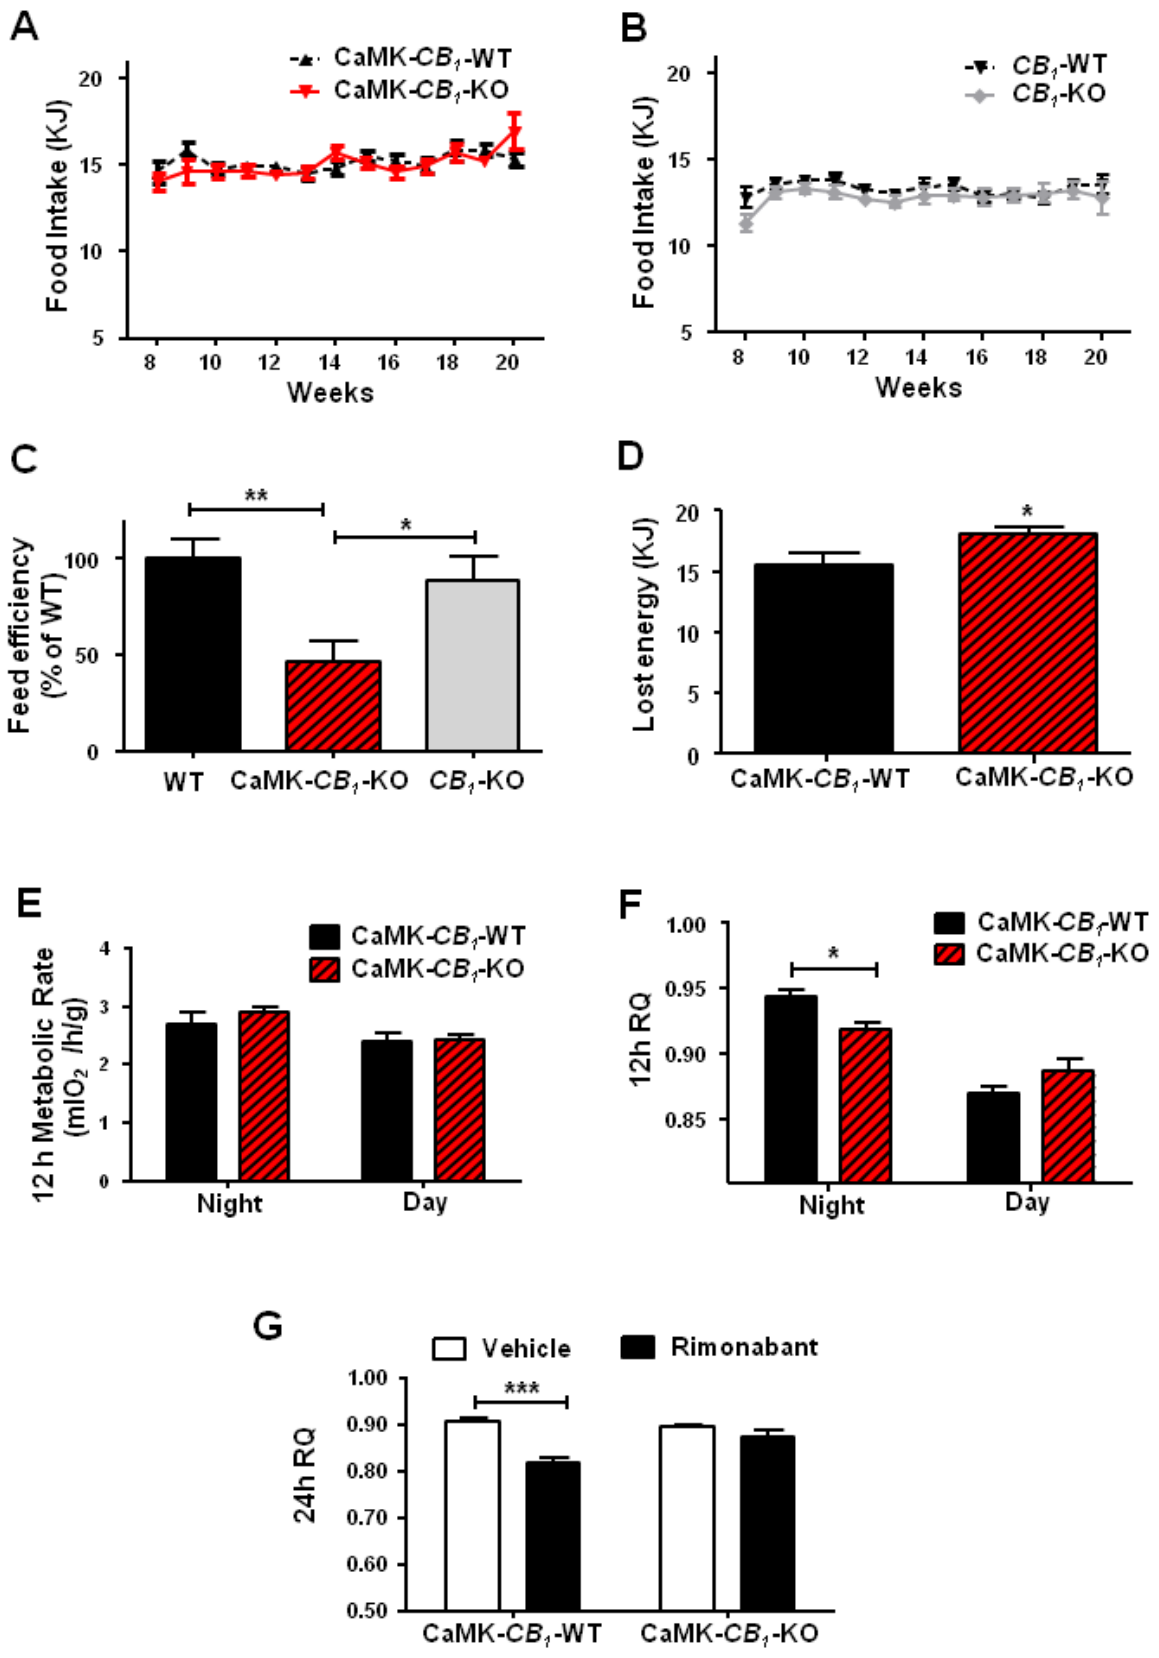 A
CaMK-CB₁-WT
CaMK-CB₁-KO
Food Intake (KJ)
20
15
10
5
8 10 12 14 16 18 20
Weeks
B
CB₁-WT
CB₁-KO
Food Intake (KJ)
20
15
10
5
8 10 12 14 16 18 20
Weeks
C
Feed efficiency
(% of WT)
100
50
0
**
*
WT CaMK-CB₁-KO CB₁-KO
D
Lost energy (KJ)
20
15
10
5
0
*
CaMK-CB₁-WT CaMK-CB₁-KO
E
CaMK-CB₁-WT
CaMK-CB₁-KO
12 h Metabolic Rate
(mlO₂ /h/g)
4
3
2
1
0
Night Day
F
CaMK-CB₁-WT
CaMK-CB₁-KO
12h RQ
1.00
0.95
0.90
0.85
*
Night Day
G
Vehicle Rimonabant
24h RQ
1.00
0.90
0.80
0.70
0.60
0.50
***
CaMK-CB₁-WT CaMK-CB₁-KO